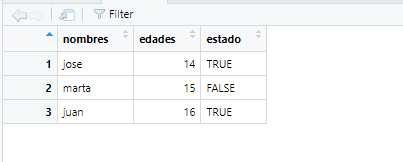 Filter
nombres edades estado
1 jose 14 TRUE
2 marta 15 FALSE
3 juan 16 TRUE